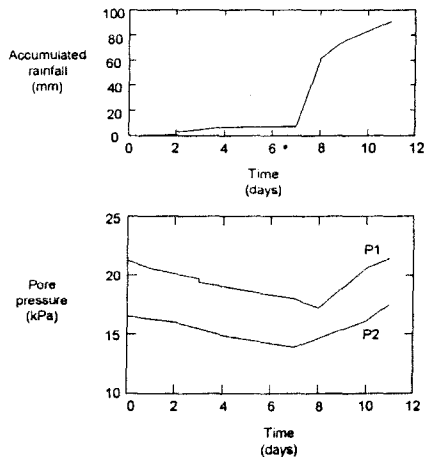 100
80
Accumulated
rainfall
(mm)
60
40
20
0
0 2 4 6 8 10 12
Time
(days)
25
20
Pore
pressure
(kPa)
15
10
P1
P2
0 2 4 6 8 10 12
Time
(days)